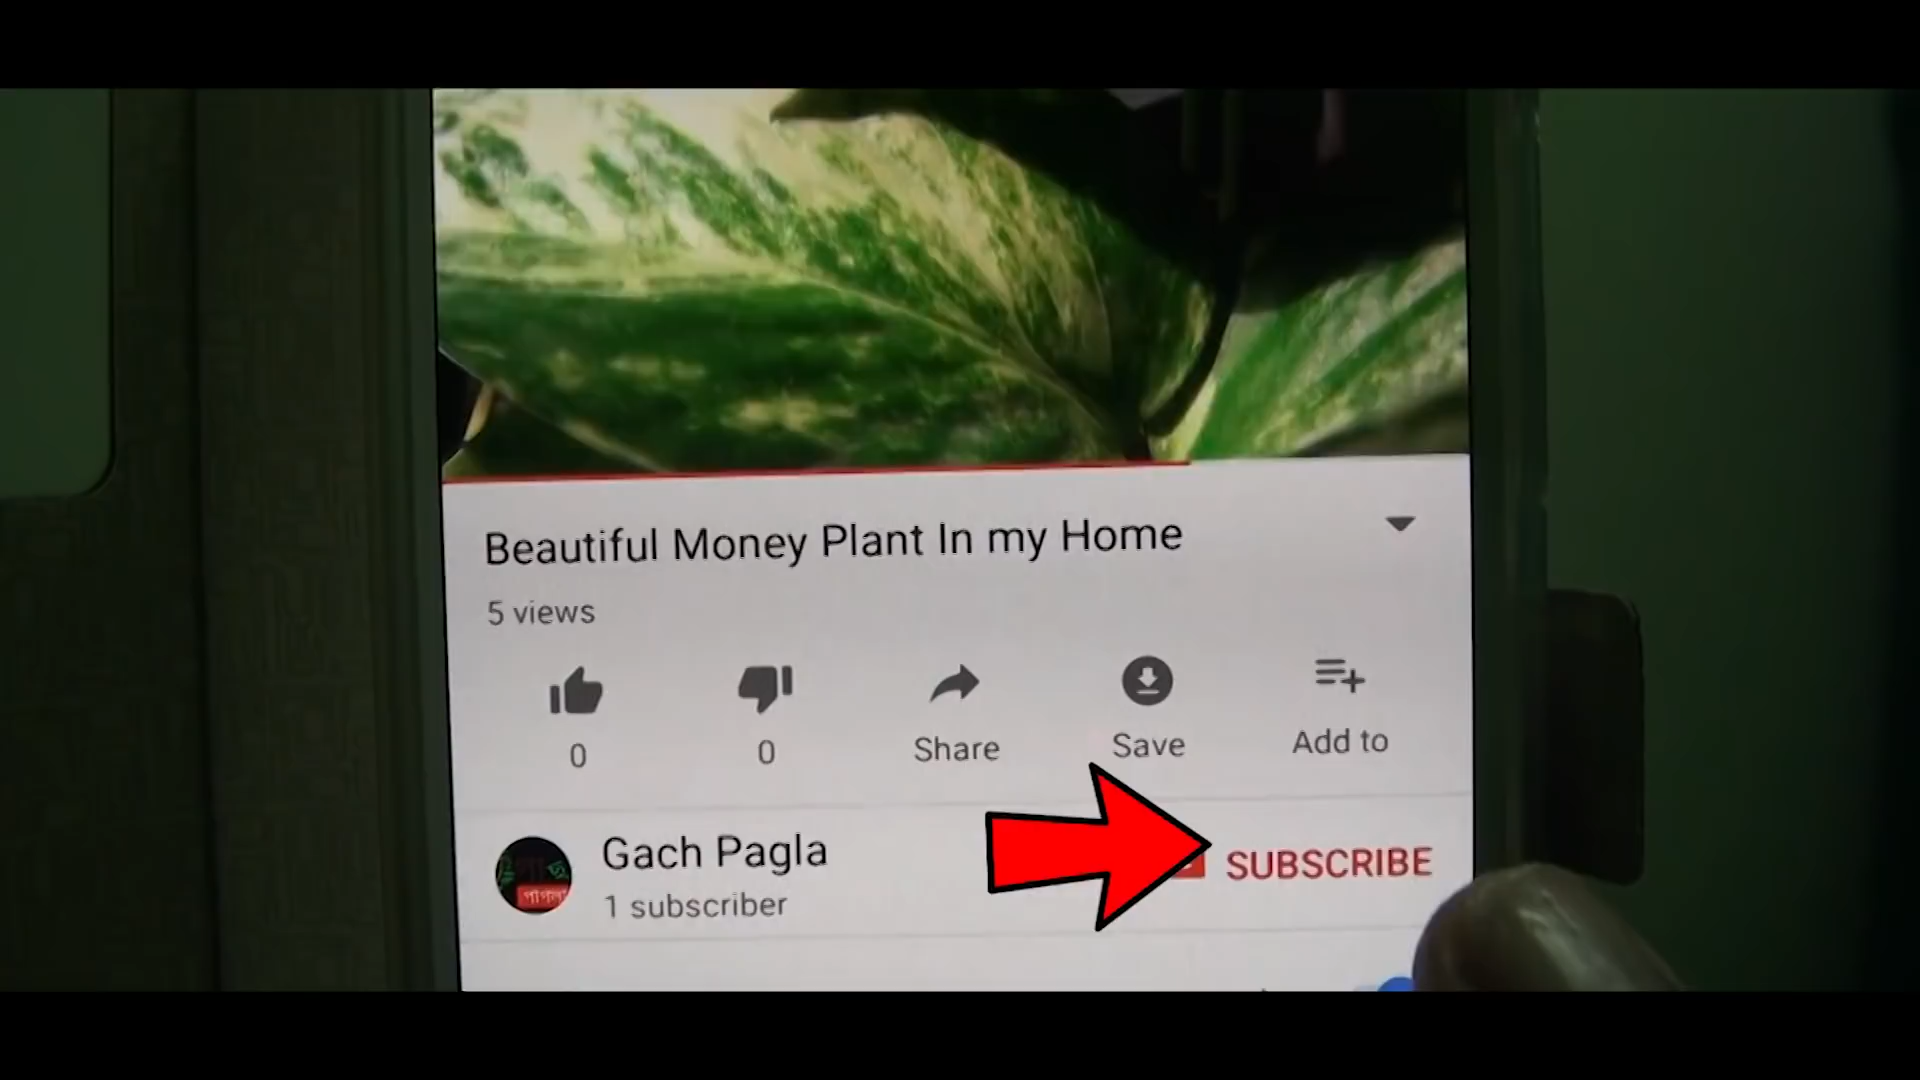 Beautiful Money Plant In my Home
5 views
0
0
Share
Save
Add to
Gach Pagla
SUBSCRIBE
1 subscriber